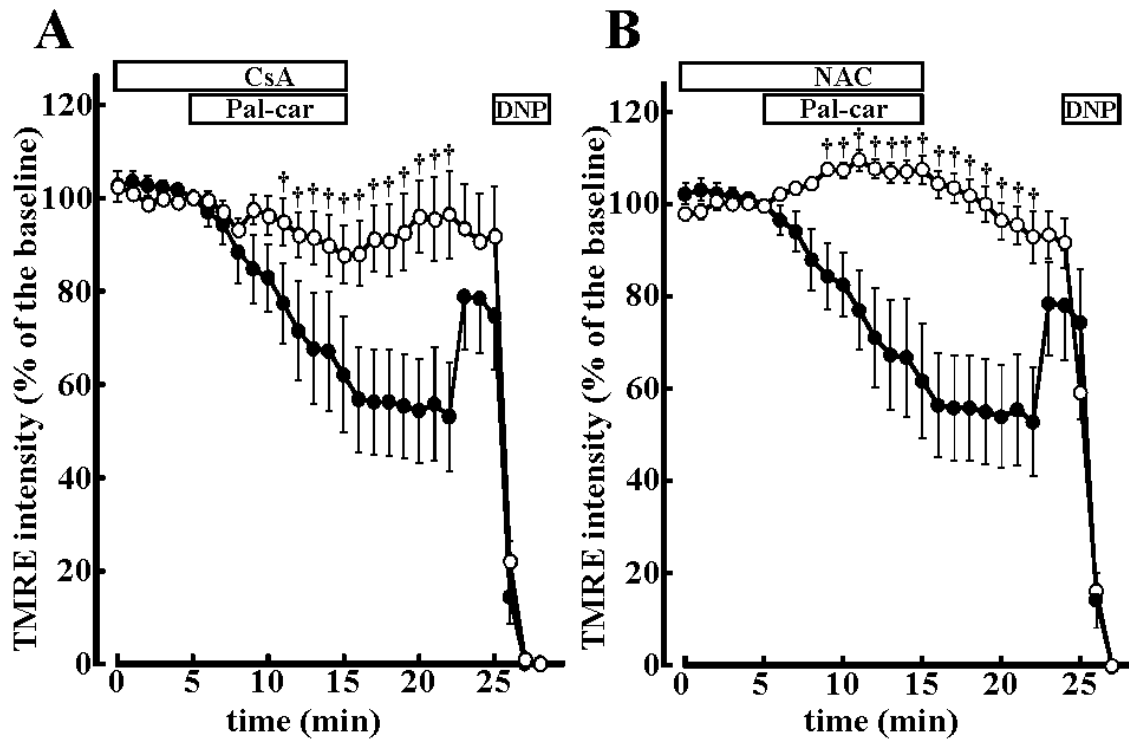 A
CsA
Pal-car
DNP
† † † † † † † † † † † †
120
100
80
60
40
20
0
TMRE intensity (% of the baseline)
0 5 10 15 20 25
time (min)
B
NAC
Pal-car
DNP
† † † † † † † † † † † † † †
120
100
80
60
40
20
0
TMRE intensity (% of the baseline)
0 5 10 15 20 25
time (min)